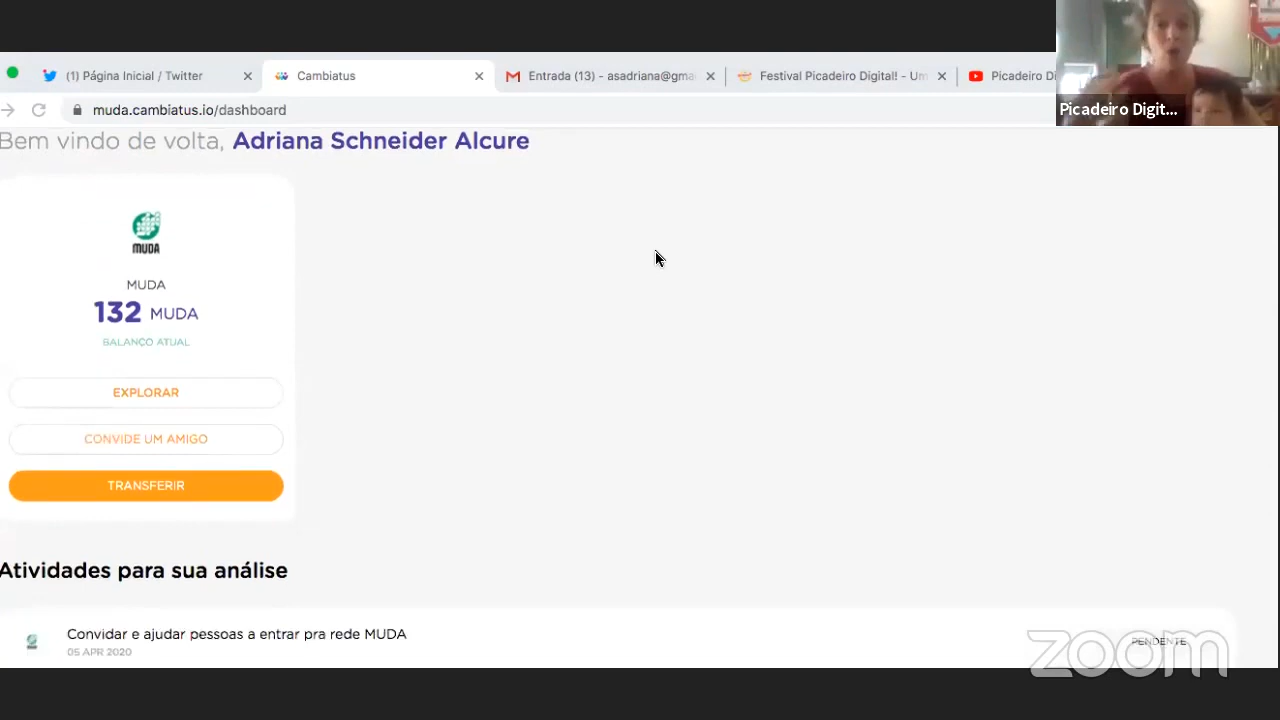 (1) Página Inicial / Twitter
Cambiatus
Entrada (13) - asadriana@gma
Festival Picadeiro Digital! - Um
Picadeiro Di
muda.cambiatus.io/dashboard
Picadeiro Digit...
Bem vindo de volta, Adriana Schneider Alcure
MUDA
MUDA
132 MUDA
BALANÇO ATUAL
EXPLORAR
CONVIDE UM AMIGO
TRANSFERIR
Atividades para sua análise
Convidar e ajudar pessoas a entrar pra rede MUDA
PENDENTE
05 APR 2020
zoom